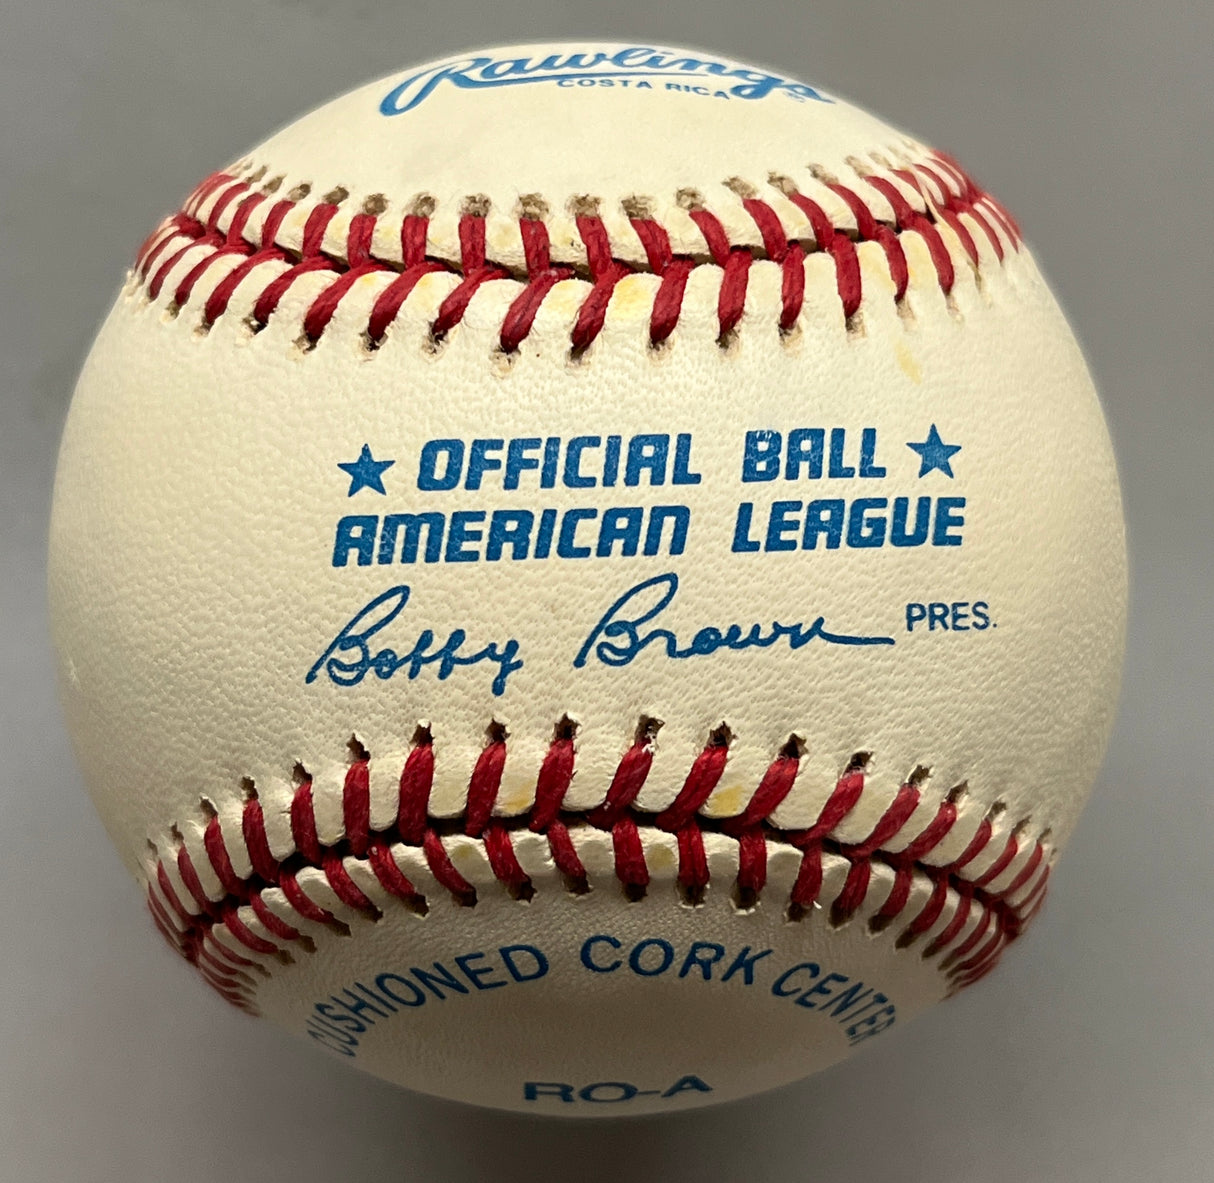 Rawlings®
COSTA RICA
★ OFFICIAL BALL ★
AMERICAN LEAGUE
Bobby Brown PRES.
CUSHIONED CORK CENTER
RO-A